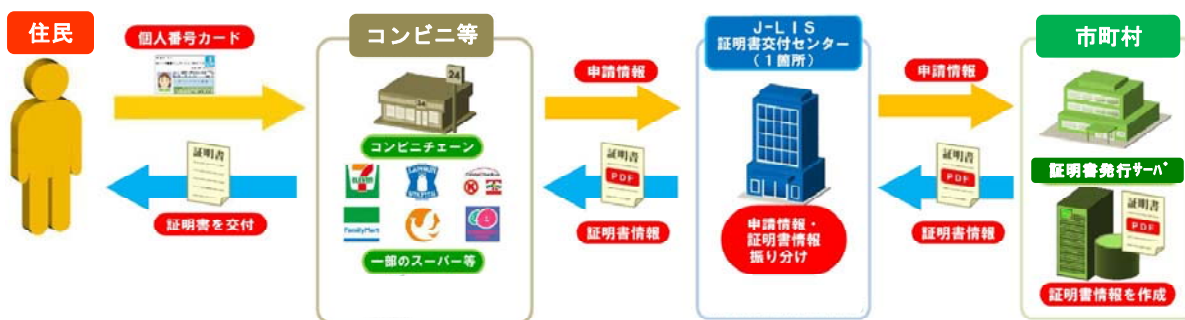 住民
個人番号カード
証明書
証明書を交付
コンビニ等
24
コンビニチェーン
ELEVEN
LAWSON
FamilyMart
一部のスーパー等
申請情報
証明書
PDF
証明書情報
J-LIS
証明書交付センター
(1箇所)
申請情報・
証明書情報
振り分け
申請情報
証明書
PDF
証明書情報
市町村
証明書発行サーバ
証明書
PDF
証明書情報を作成